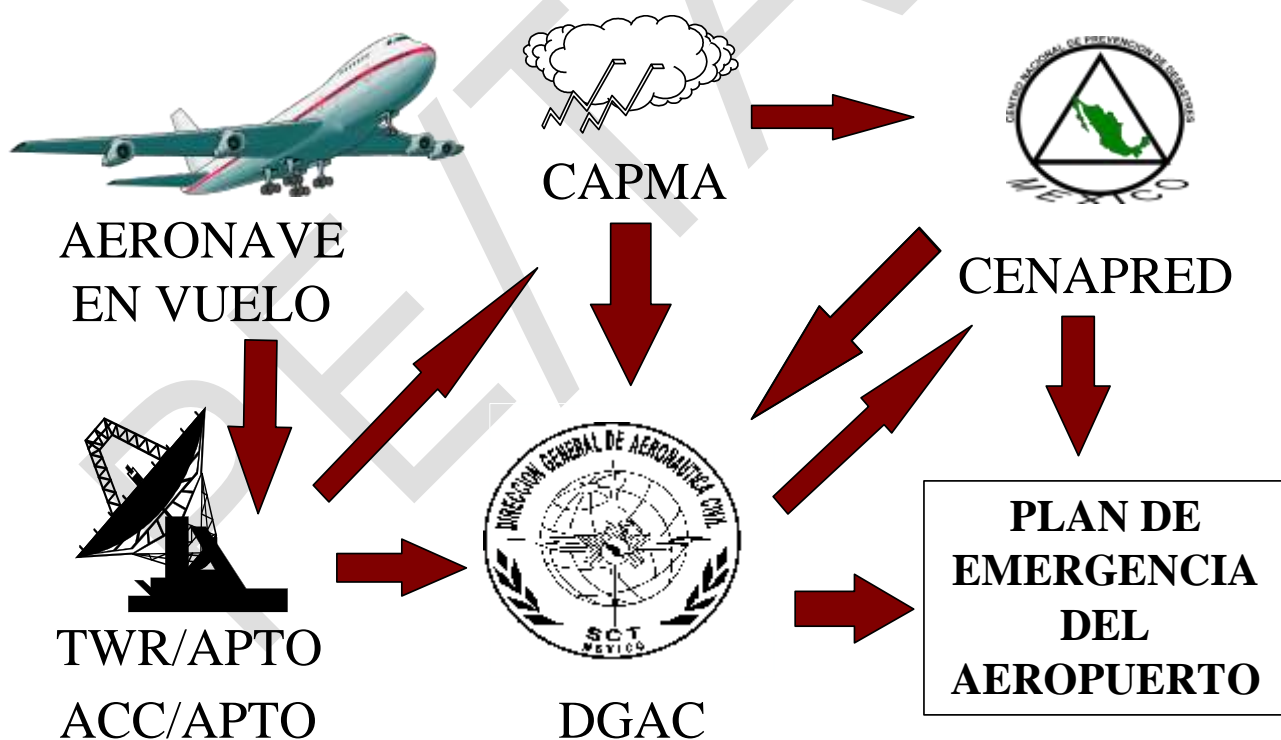 CENTRO NACIONAL DE PREVENCION DE DESASTRES
MEXICO
CAPMA
AERONAVE
EN VUELO
CENAPRED
DIRECCION GENERAL DE AERONAUTICA CIVIL
SCT
MEXICO
PLAN DE
EMERGENCIA
DEL
AEROPUERTO
TWR/APTO
ACC/APTO
DGAC